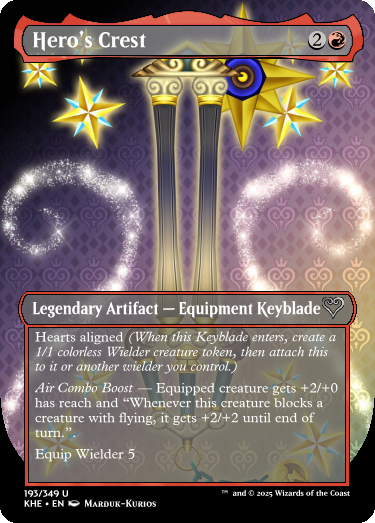 Hero's Crest
2
Legendary Artifact — Equipment Keyblade
Hearts aligned (When this Keyblade enters, create a
1/1 colorless Wielder creature token, then attach this
to it or another wielder you control.)
Air Combo Boost — Equipped creature gets +2/+0
has reach and “Whenever this creature blocks a
creature with flying, it gets +2/+2 until end of
turn.”.
Equip Wielder 5
193/349 U
KHE • EN Marduk-Kurios
™ and © 2025 Wizards of the Coast